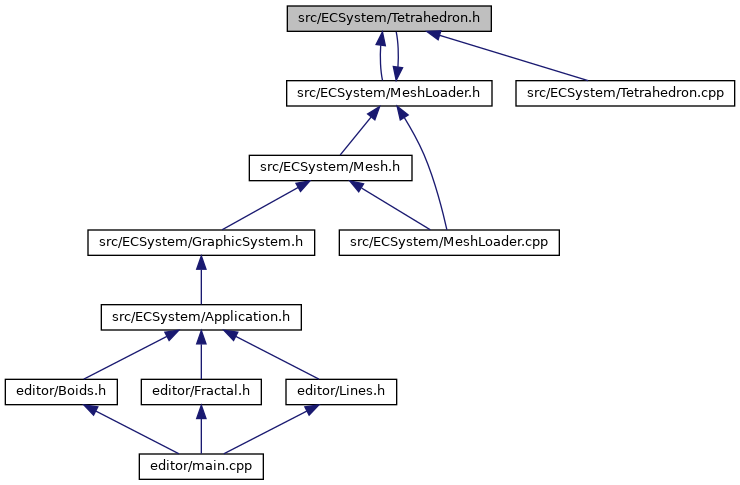 src/ECSystem/Tetrahedron.h
src/ECSystem/MeshLoader.h
src/ECSystem/Tetrahedron.cpp
src/ECSystem/Mesh.h
src/ECSystem/GraphicSystem.h
src/ECSystem/MeshLoader.cpp
src/ECSystem/Application.h
editor/Boids.h
editor/Fractal.h
editor/Lines.h
editor/main.cpp